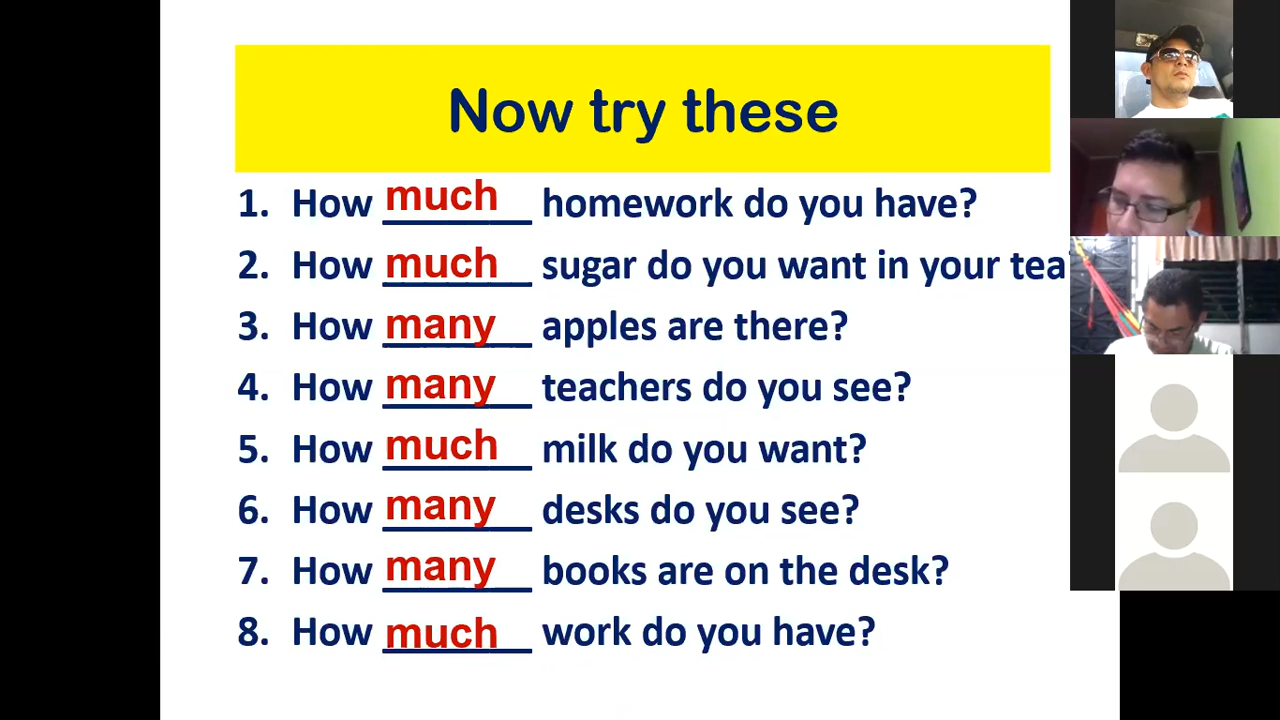 Now try these
1. How much homework do you have?
2. How much sugar do you want in your tea
3. How many apples are there?
4. How many teachers do you see?
5. How much milk do you want?
6. How many desks do you see?
7. How many books are on the desk?
8. How much work do you have?